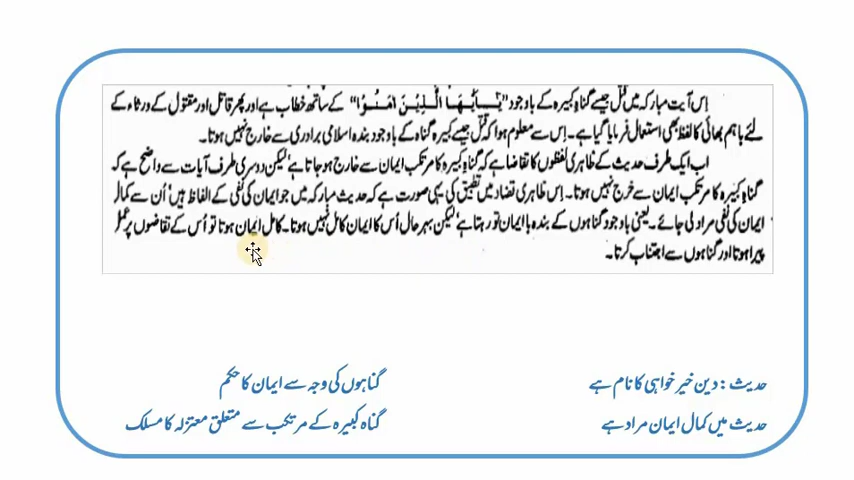 اِس آیت مبارکہ میں قتل جیسے گناہِ کبیرہ کے باوجود "یٰۤاَیُّهَا الَّذِیْنَ اٰمَنُوْا" کے ساتھ خطاب ہے اور پھر قاتل اور مقتول کے ورثاء کے
لئے باہم بھائی کا لفظ بھی استعمال فرمایا گیا ہے۔ اِس سے معلوم ہوا کہ قتل جیسے کبیرہ گناہ کے باوجود بندہ اسلامی برادری سے خارج نہیں ہوتا۔
اب ایک طرف حدیث کے ظاہری لفظوں کا تقاضا ہے کہ گناہِ کبیرہ کا مرتکب ایمان سے خارج ہو جاتا ہے' لیکن دوسری طرف آیات سے واضح ہے کہ
گناہِ کبیرہ کا مرتکب ایمان سے خرج نہیں ہوتا۔ اِس ظاہری تضاد میں تطبیق کی یہی صورت ہے کہ حدیث مبارکہ میں جو ایمان کی نفی کے الفاظ ہیں' اُن سے کمالِ
ایمان کی نفی مراد لی جائے۔ یعنی باوجود گناہوں کے بندہ با ایمان تو رہتا ہے' لیکن بہر حال اُس کا ایمان کامل نہیں ہوتا۔ کامل ایمان ہوتا تو اُس کے تقاضوں پر عمل
پیرا ہوتا اور گناہوں سے اجتناب کرتا۔
حدیث : دین خیر خواہی کا نام ہے
گناہوں کی وجہ سے ایمان کا حکم
حدیث میں کمال ایمان مراد ہے
گناہ کبیرہ کے مرتکب سے متعلق معتزلہ کا مسلک